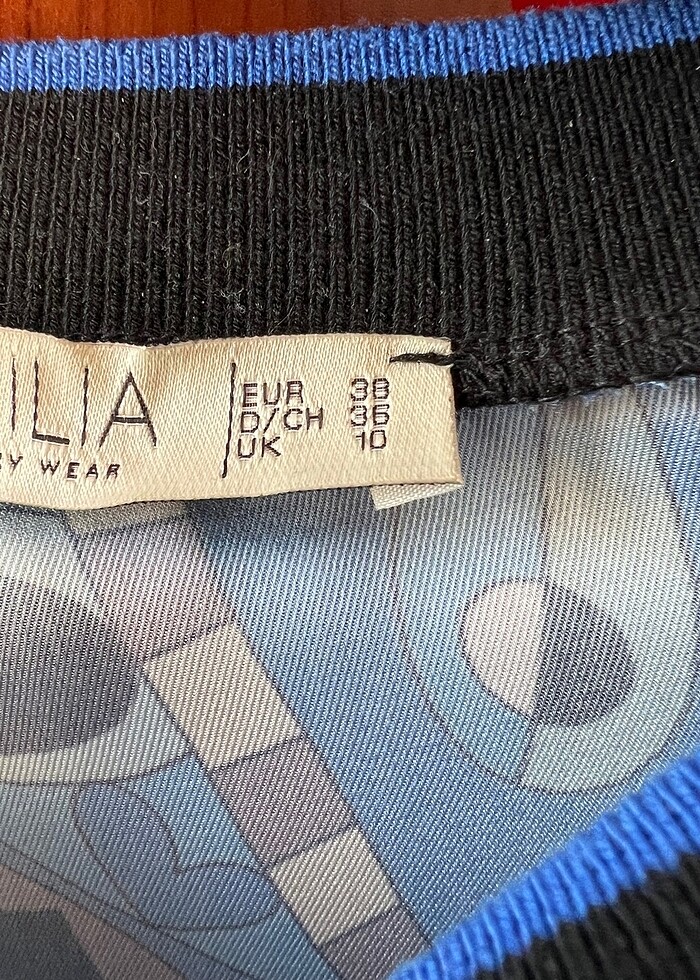 ILIA
Y WEAR
EUR 38
D/CH 36
UK 10